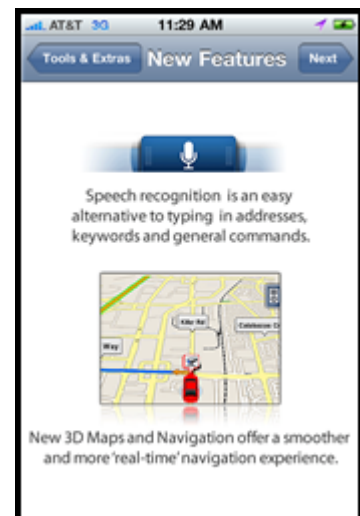 AT&T 3G 11:29 AM
Tools & Extras New Features Next
Speech recognition is an easy
alternative to typing in addresses,
keywords and general commands.
Kifer Rd
Way
New 3D Maps and Navigation offer a smoother
and more 'real-time' navigation experience.